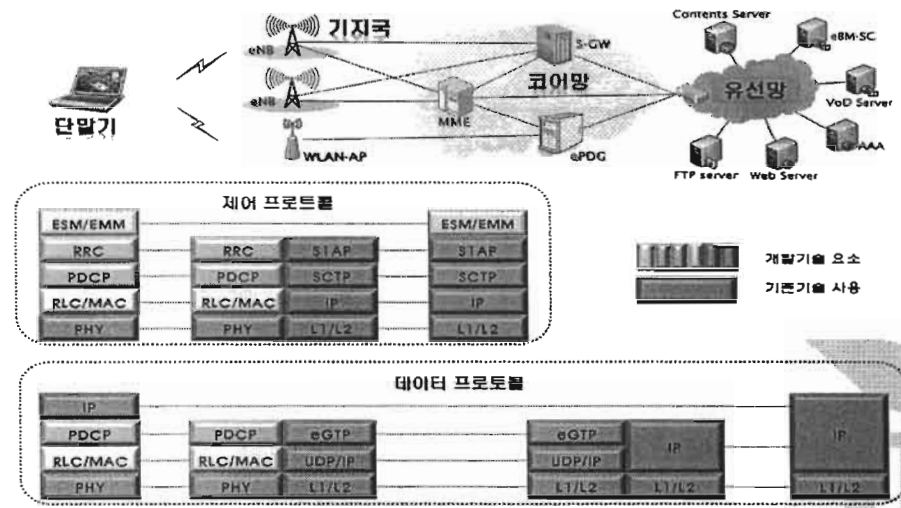 Contents Server
기지국
eNB
S-GW
eBM-SC
eNB
코어망
유선망
MME
VoD Server
단말기
WLAN-AP
ePDG
AAA
FTP server
Web Server
제어 프로토콜
ESM/EMM
ESM/EMM
RRC
RRC
S1AP
S1AP
PDCP
PDCP
SCTP
SCTP
RLC/MAC
RLC/MAC
IP
IP
PHY
PHY
L1/L2
L1/L2
개발기술 요소
기존기술 사용
데이터 프로토콜
IP
PDCP
PDCP
eGTP
eGTP
IP
IP
RLC/MAC
RLC/MAC
UDP/IP
UDP/IP
PHY
PHY
L1/L2
L1/L2
L1/L2
L1/L2